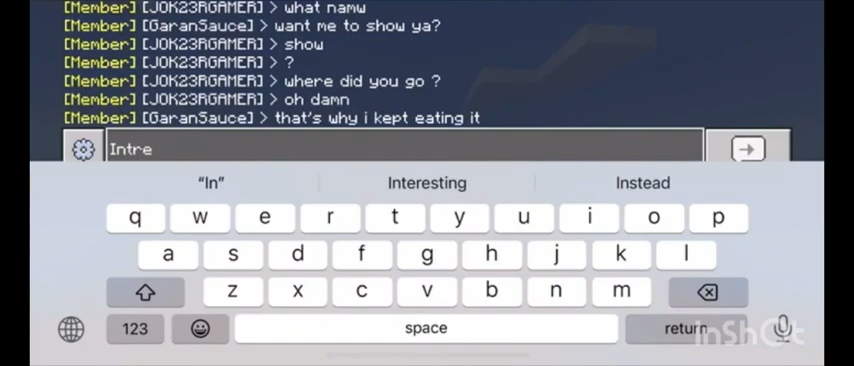 [Member] [JOK23RGAMER] > what namw
[Member] [GaranSauce] > want me to show ya?
[Member] [JOK23RGAMER] > show
[Member] [JOK23RGAMER] > ?
[Member] [JOK23RGAMER] > where did you go ?
[Member] [JOK23RGAMER] > oh damn
[Member] [GaranSauce] > that's why i kept eating it
Intre
“In” Interesting Instead
q w e r t y u i o p
a s d f g h j k l
z x c v b n m
123 space return
InShOt